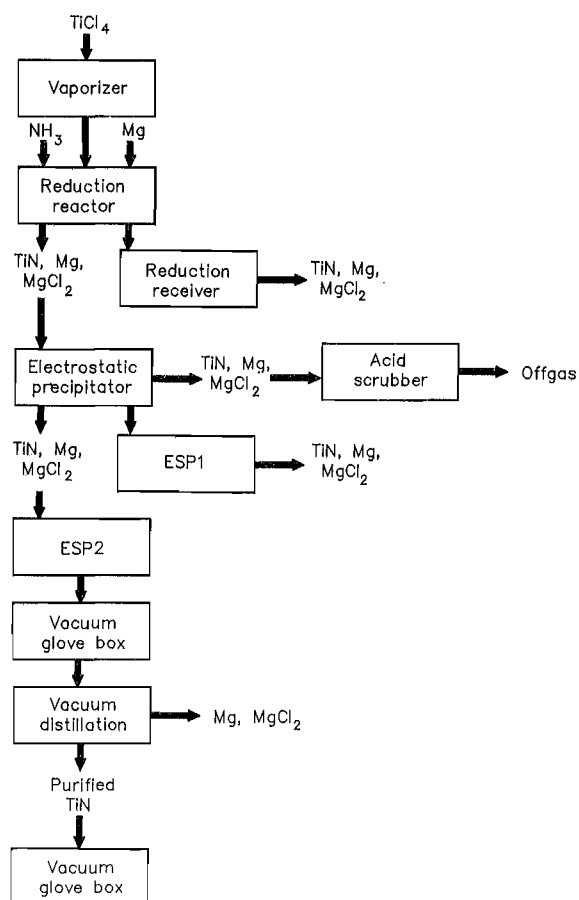 TiCl4
Vaporizer
NH3
Mg
Reduction
reactor
TiN, Mg,
MgCl2
Reduction
receiver
TiN, Mg,
MgCl2
Electrostatic
precipitator
TiN, Mg,
MgCl2
Acid
scrubber
Offgas
TiN, Mg,
MgCl2
ESP1
TiN, Mg,
MgCl2
ESP2
Vacuum
glove box
Vacuum
distillation
Mg, MgCl2
Purified
TiN
Vacuum
glove box